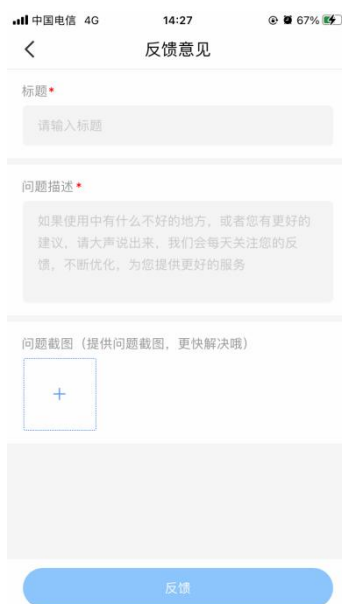 中国电信 4G 14:27 67%
反馈意见
标题*
请输入标题
问题描述*
如果使用中有什么不好的地方，或者您有更好的
建议，请大声说出来，我们会每天关注您的反
馈，不断优化，为您提供更好的服务
问题截图（提供问题截图，更快解决哦）
+
反馈